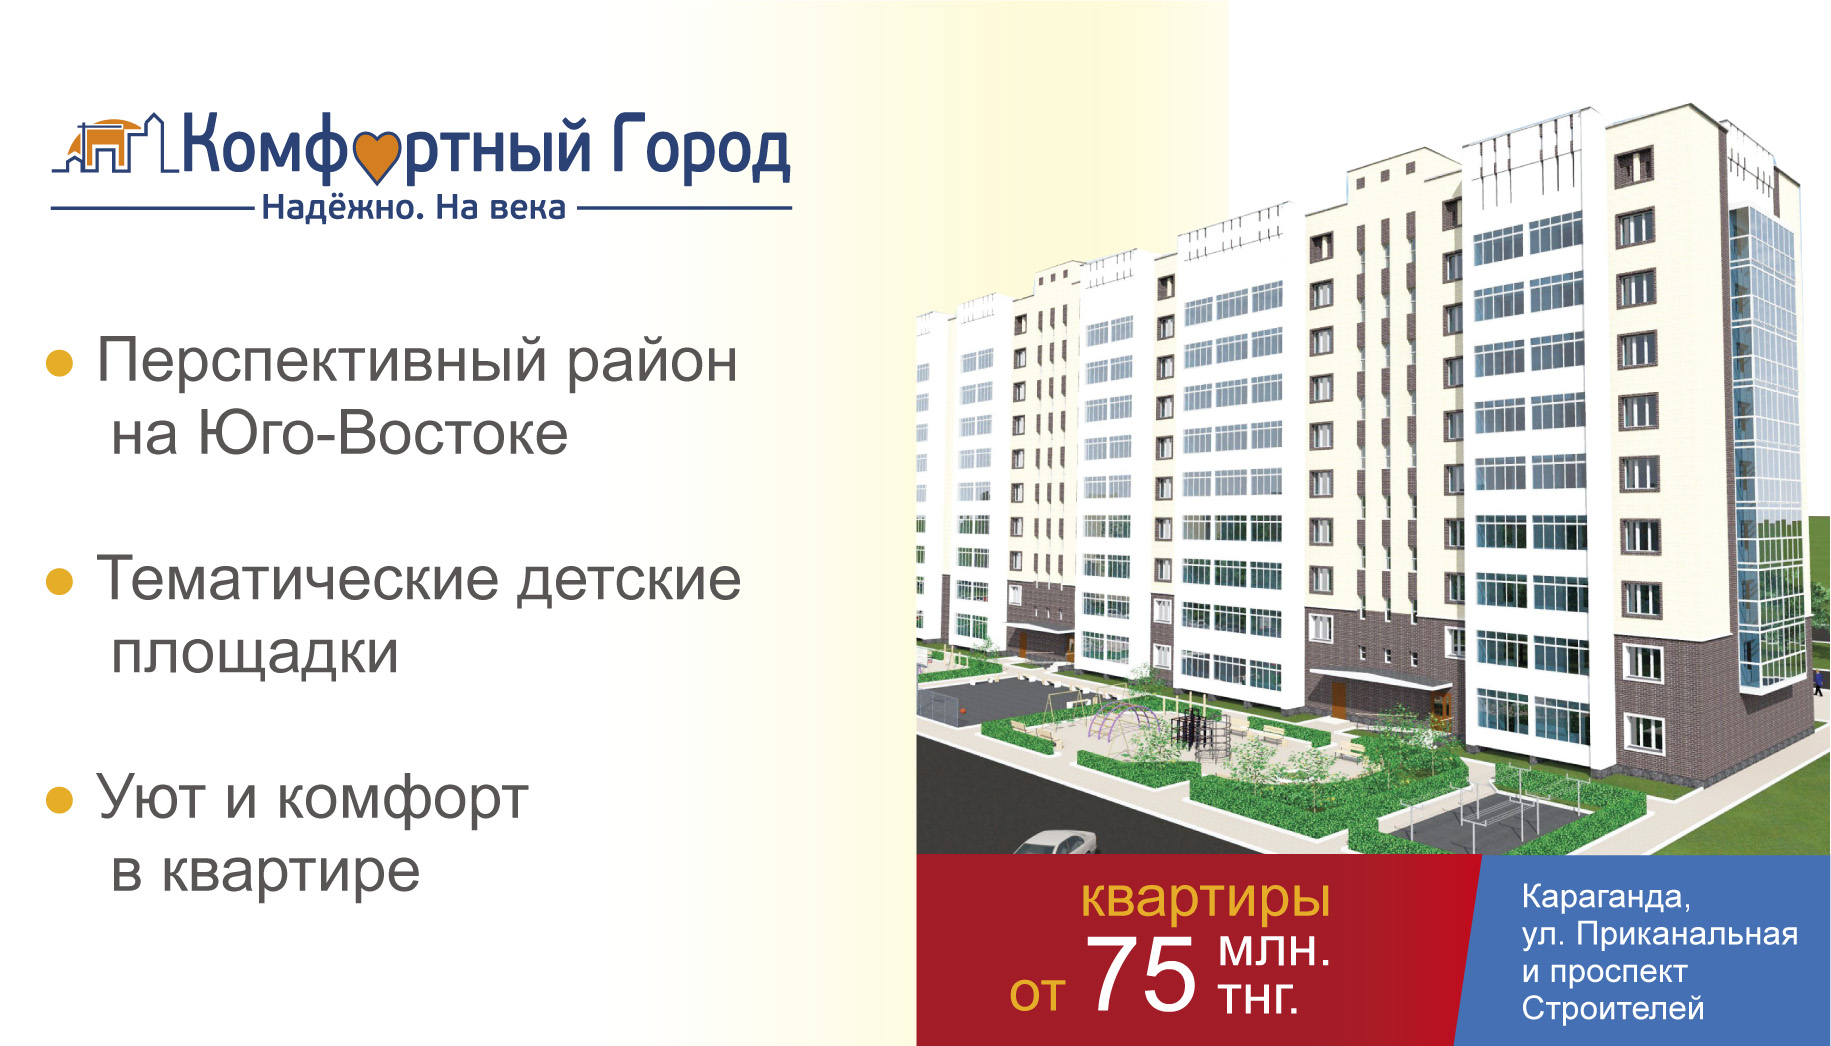 Комфортный Город
Надёжно. На века
Перспективный район
на Юго-Востоке
Тематические детские
площадки
Уют и комфорт
в квартире
квартиры
от 75 млн.
тнг.
Караганда,
ул. Приканальная
и проспект
Строителей